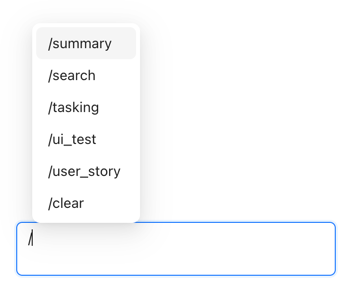 /summary
/search
/tasking
/ui_test
/user_story
/clear
/